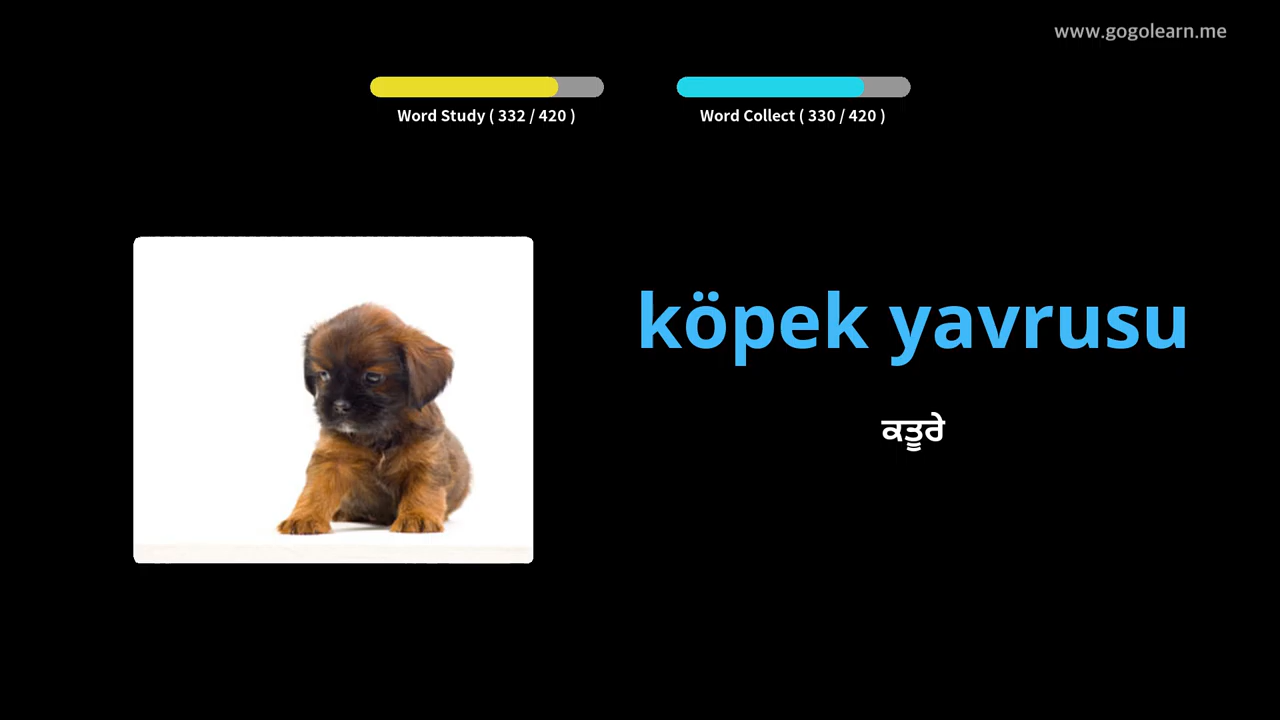 www.gogolearn.me
Word Study ( 332 / 420 )
Word Collect ( 330 / 420 )
köpek yavrusu
ਕਤੂਰੇ